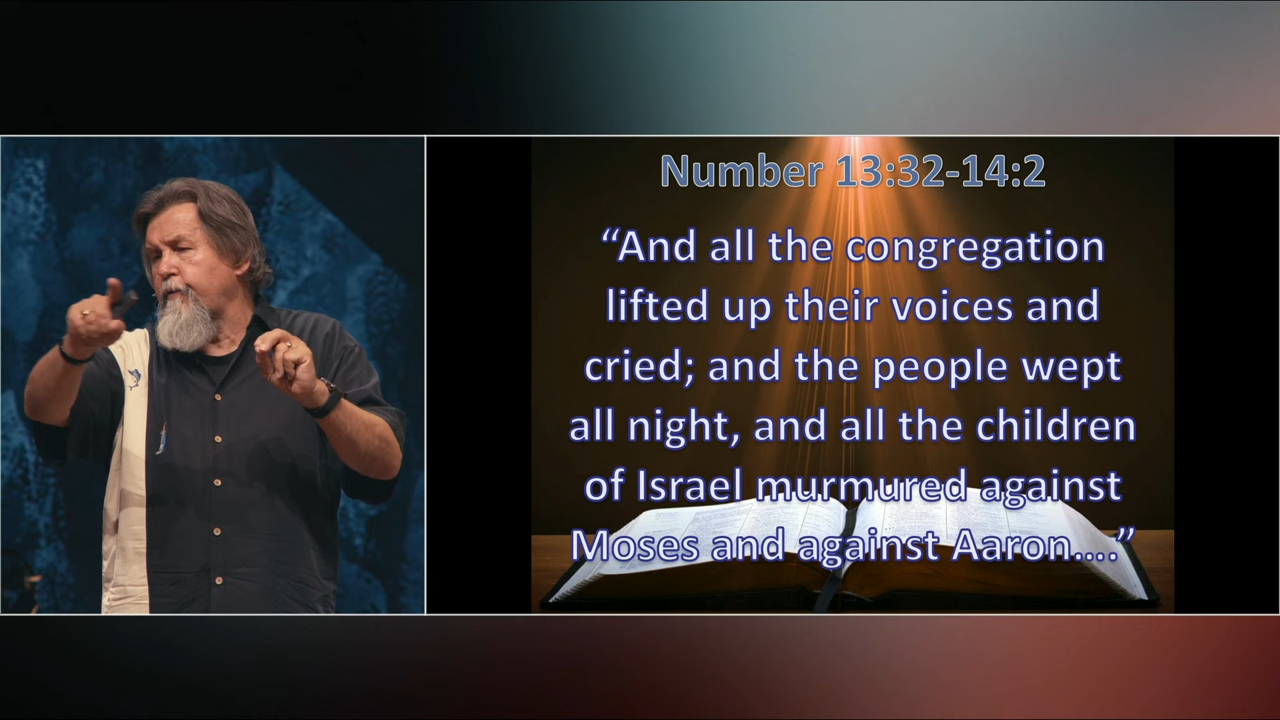 Number 13:32-14:2
“And all the congregation
lifted up their voices and
cried; and the people wept
all night, and all the children
of Israel murmured against
Moses and against Aaron....”